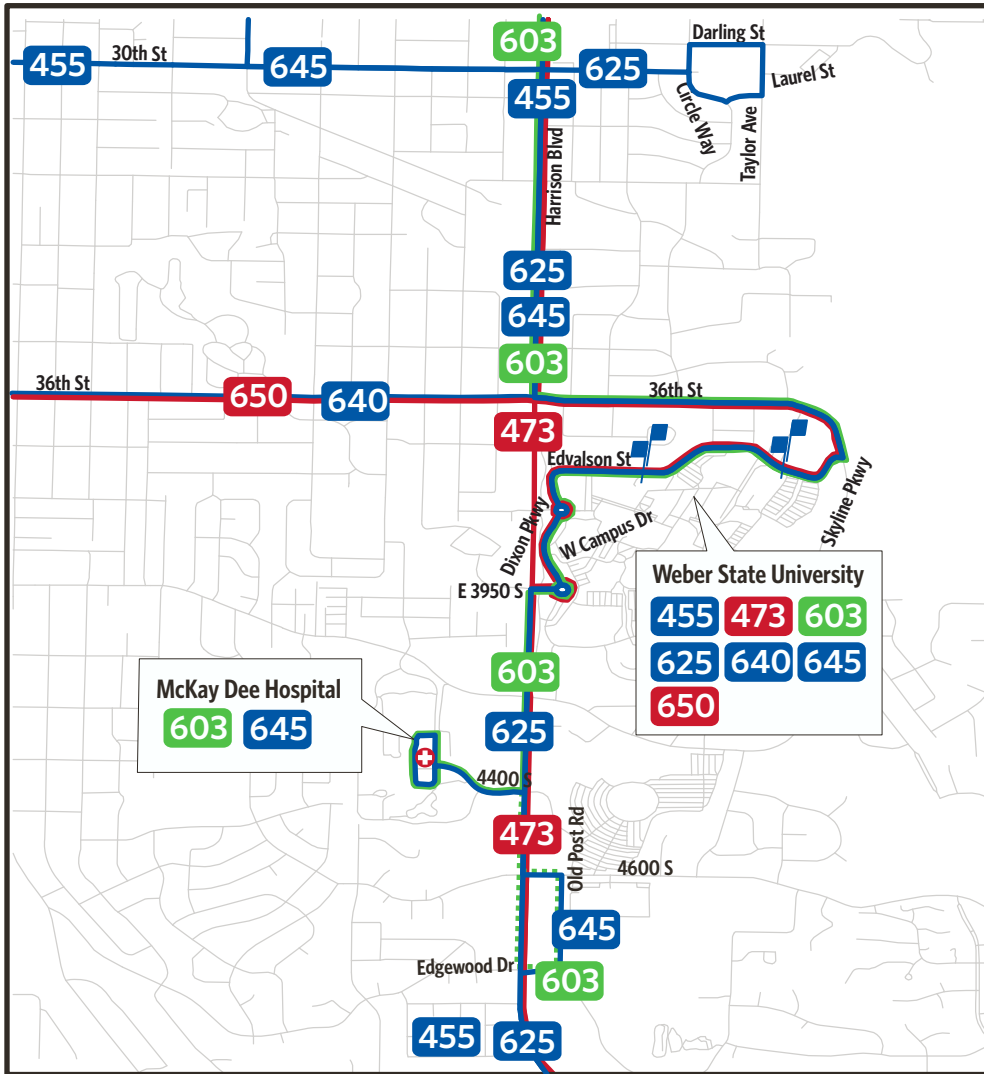 603
Darling St
455
30th St
645
625
Laurel St
455
Circle Way
Taylor Ave
Harrison Blvd
625
645
603
36th St
650
640
36th St
473
Edvalson St
Dixon Pkwy
W Campus Dr
Skyline Pkwy
E 3950 S
Weber State University
455 473 603
625 640 645
650
603
McKay Dee Hospital
603 645
625
4400 S
473
Old Post Rd
4600 S
645
Edgewood Dr
603
455
625